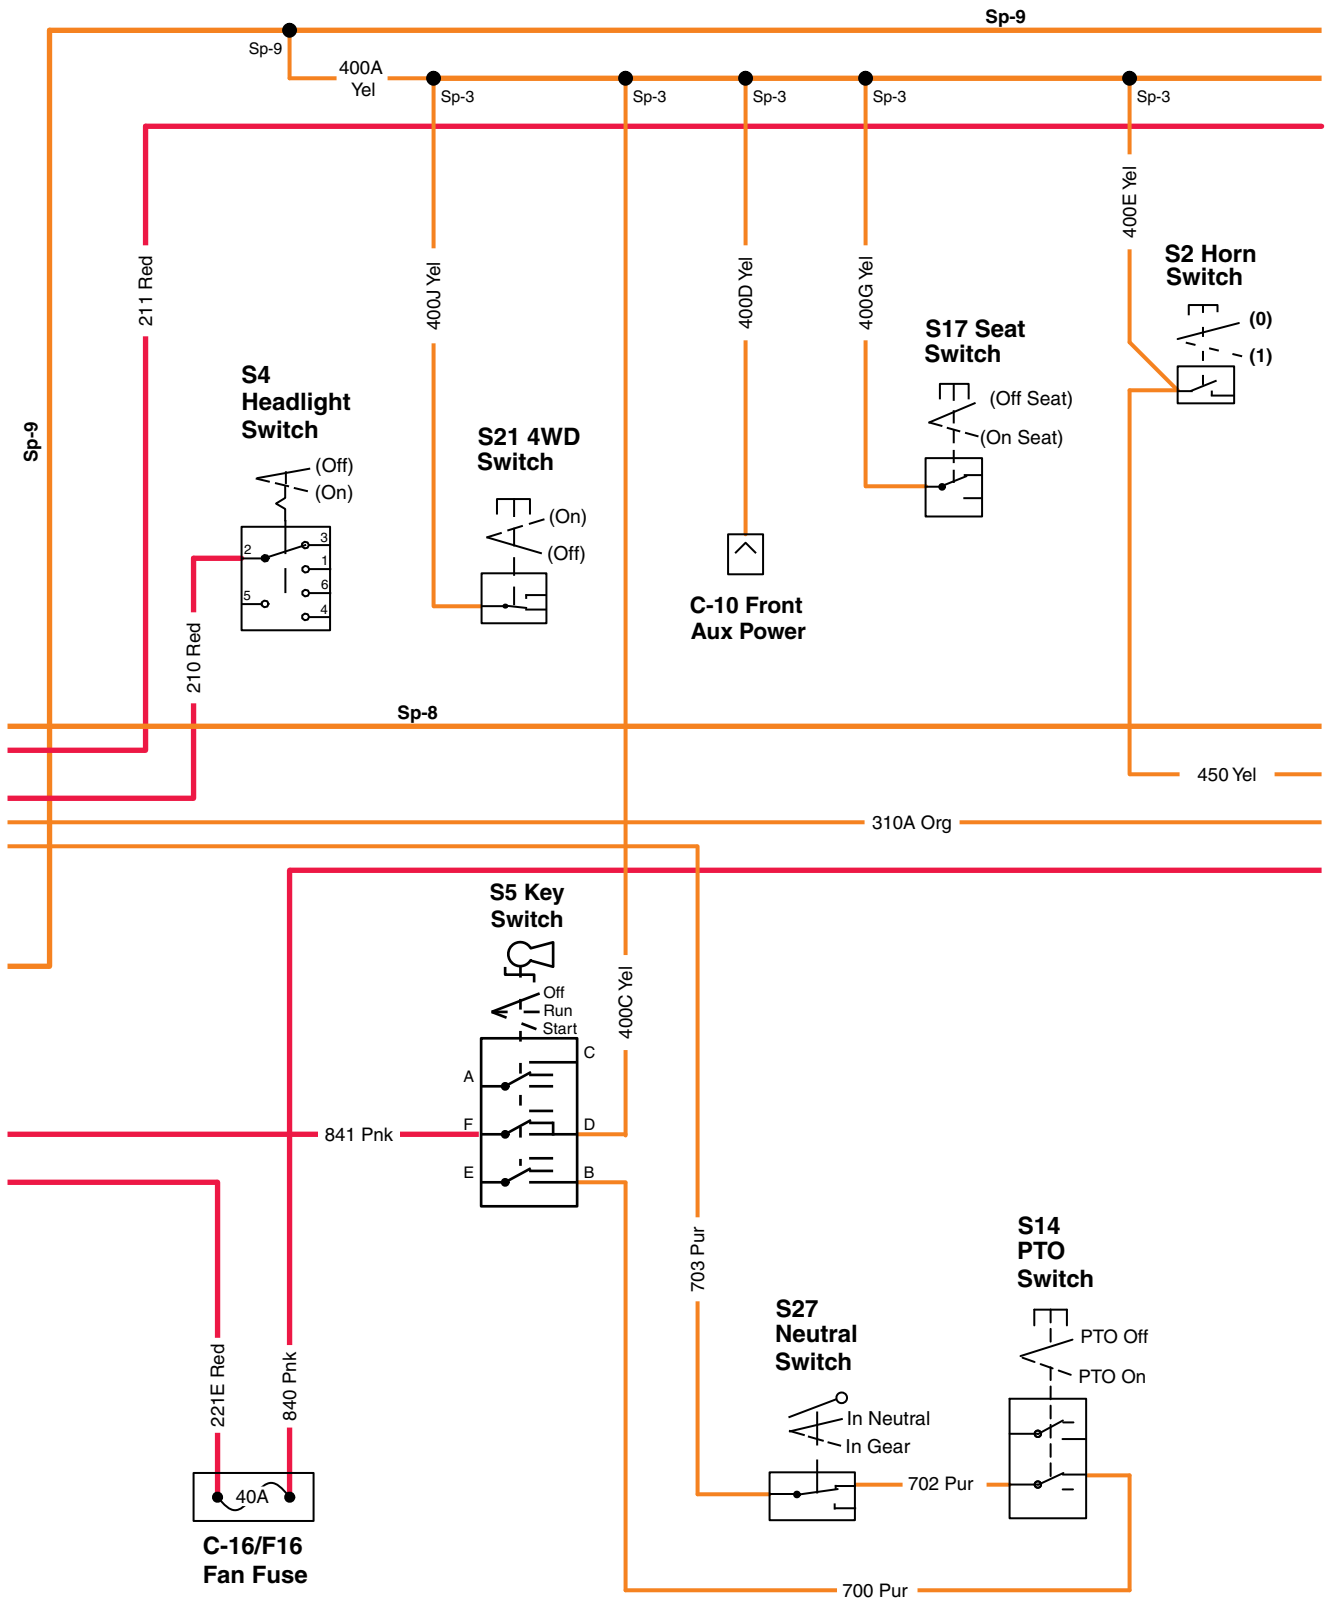 Sp-9
Sp-9
400A
Yel
Sp-3
Sp-3
Sp-3
Sp-3
Sp-3
211 Red
400J Yel
400D Yel
400G Yel
400E Yel
S2 Horn
Switch
(0)
(1)
S17 Seat
Switch
(Off Seat)
(On Seat)
S4
Headlight
Switch
(Off)
(On)
2
3
1
6
5
4
Sp-9
S21 4WD
Switch
(On)
(Off)
C-10 Front
Aux Power
210 Red
Sp-8
450 Yel
310A Org
S5 Key
Switch
Off
Run
Start
400C Yel
C
A
F
D
E
B
841 Pnk
703 Pur
S14
PTO
Switch
PTO Off
PTO On
S27
Neutral
Switch
In Neutral
In Gear
702 Pur
221E Red
840 Pnk
40A
C-16/F16
Fan Fuse
700 Pur